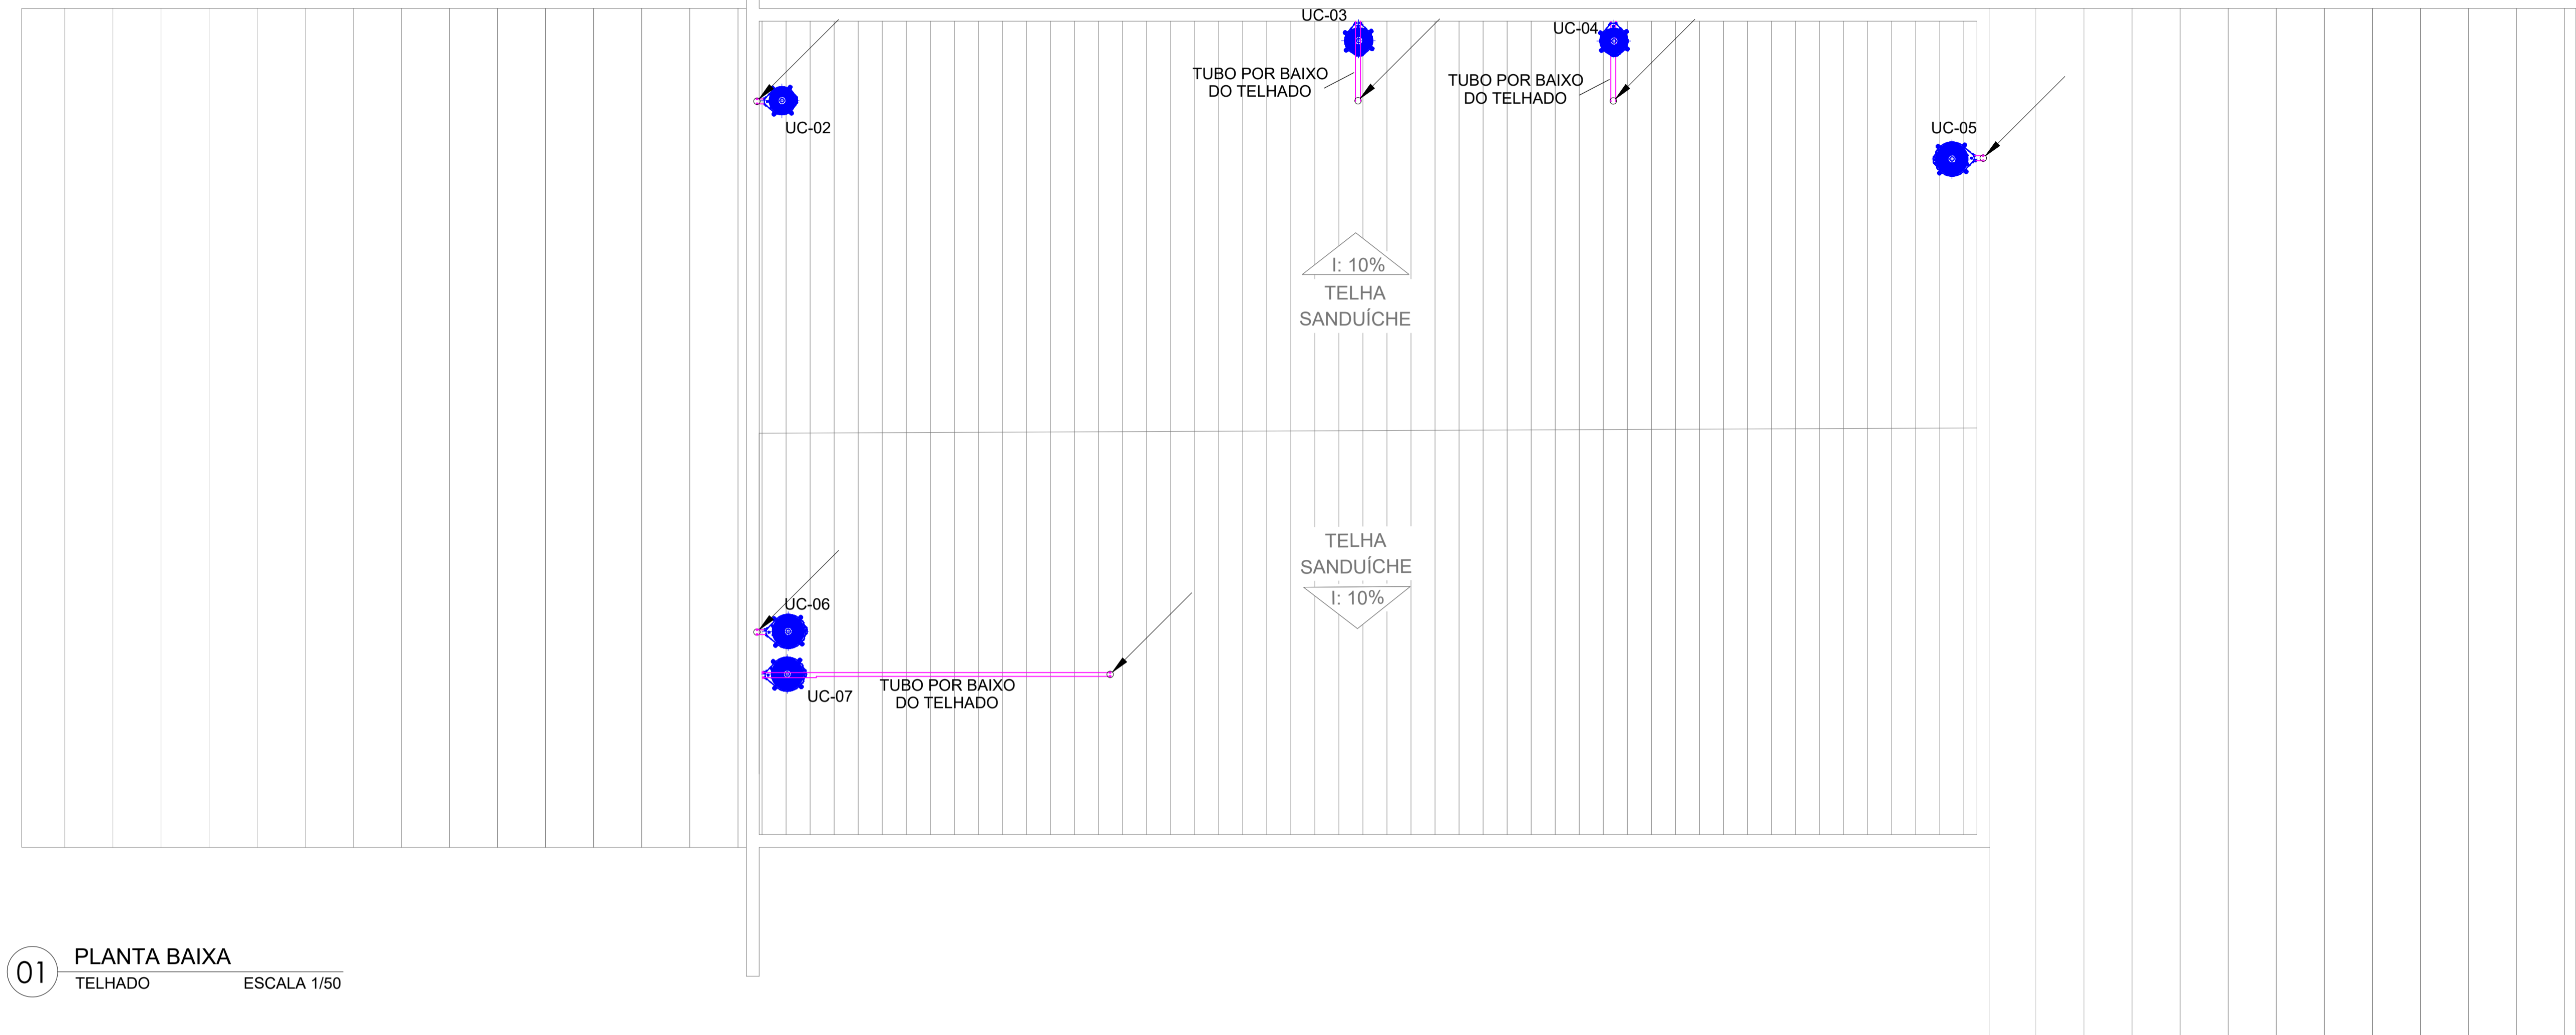 UC-03
UC-04
TUBO POR BAIXO
DO TELHADO
TUBO POR BAIXO
DO TELHADO
UC-02
UC-05
I: 10%
TELHA
SANDUÍCHE
TELHA
SANDUÍCHE
I: 10%
UC-06
UC-07
TUBO POR BAIXO
DO TELHADO
01
PLANTA BAIXA
TELHADO ESCALA 1/50